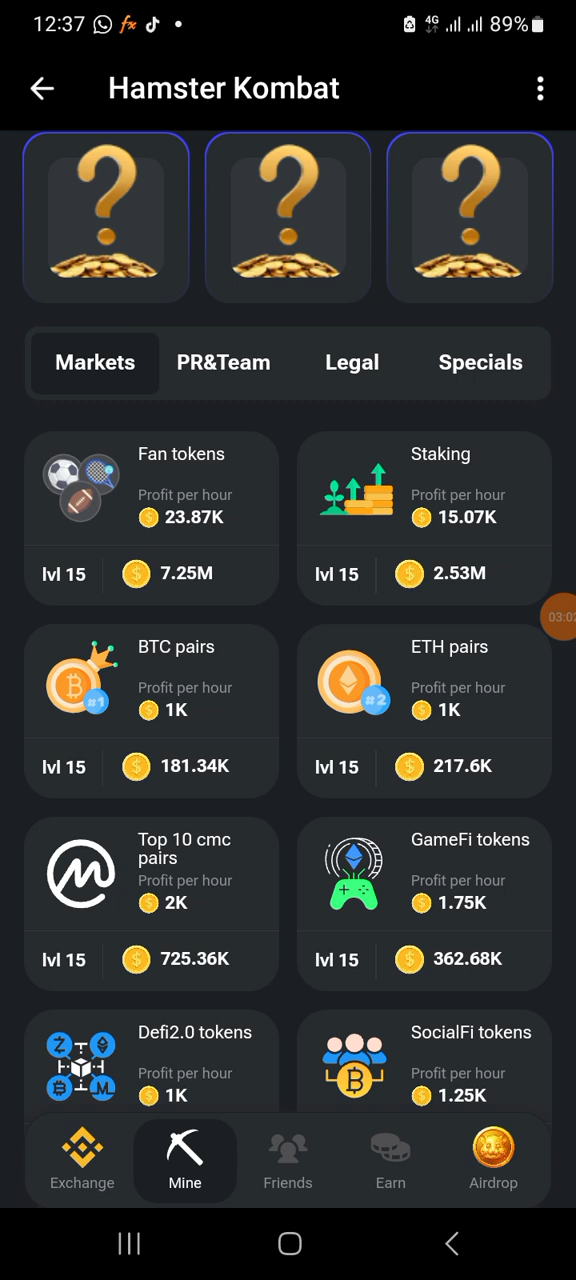 12:37 fx 4G 89%
Hamster Kombat
? ? ?
Markets PR&Team Legal Specials
Fan tokens
Profit per hour
23.87K
lvl 15 7.25M
Staking
Profit per hour
15.07K
lvl 15 2.53M
03:02
BTC pairs
#1
Profit per hour
1K
lvl 15 181.34K
ETH pairs
#2
Profit per hour
1K
lvl 15 217.6K
Top 10 cmc
pairs
Profit per hour
2K
lvl 15 725.36K
GameFi tokens
Profit per hour
1.75K
lvl 15 362.68K
Defi2.0 tokens
Profit per hour
1K
SocialFi tokens
Profit per hour
1.25K
Exchange Mine Friends Earn Airdrop